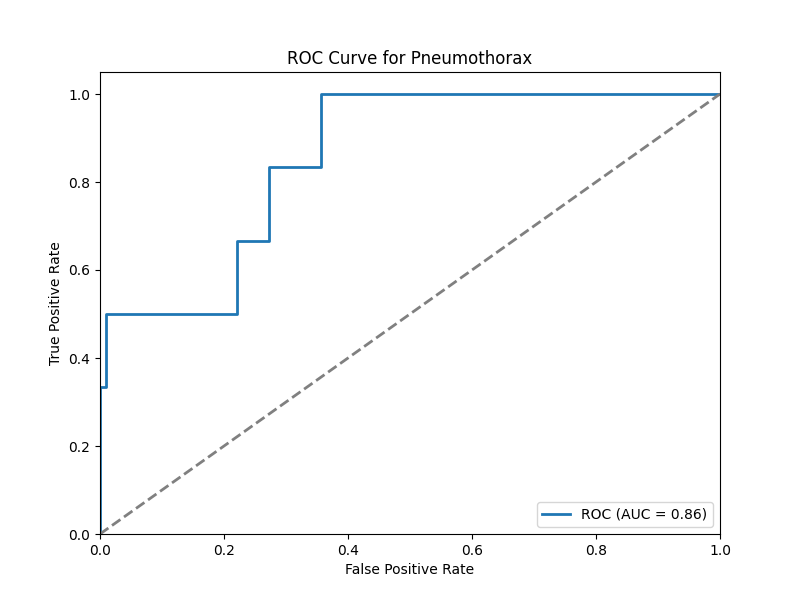 ROC Curve for Pneumothorax
1.0
0.8
0.6
0.4
0.2
0.0
True Positive Rate
ROC (AUC = 0.86)
0.0 0.2 0.4 0.6 0.8 1.0
False Positive Rate